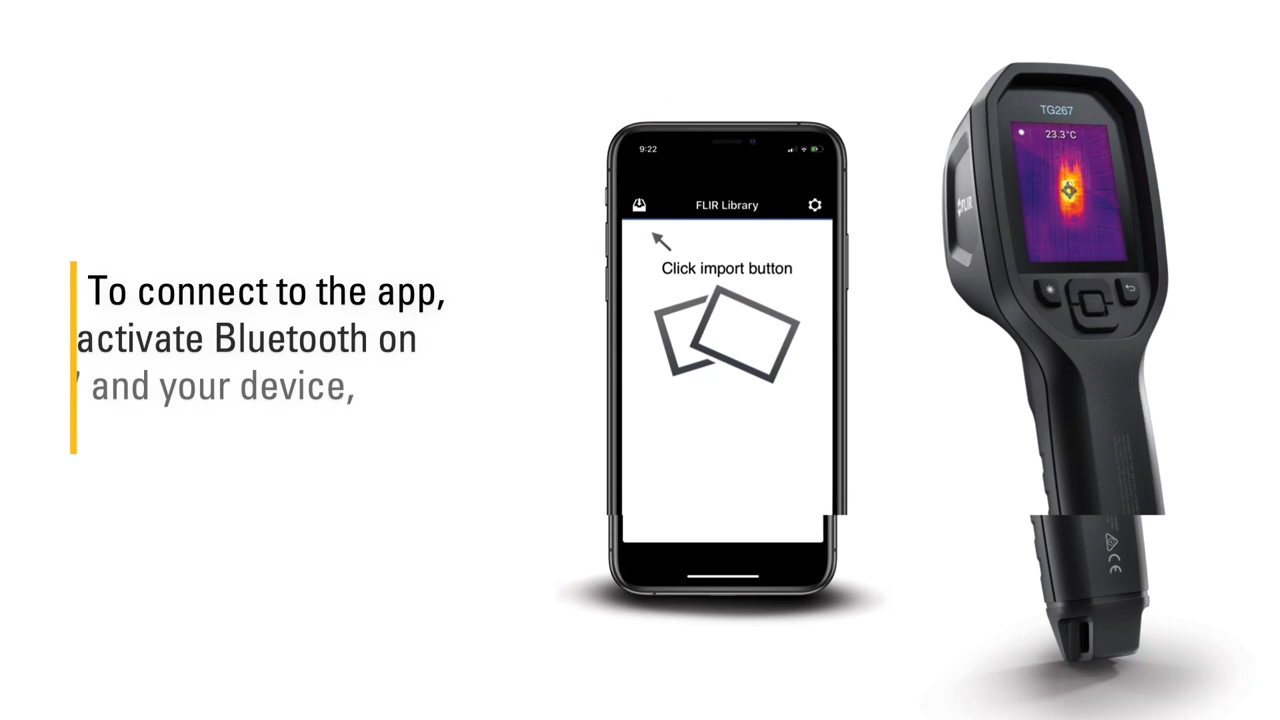 To connect to the app,
activate Bluetooth on
and your device,
9:22
FLIR Library
Click import button
TG267
23.3°C
FLIR
CE